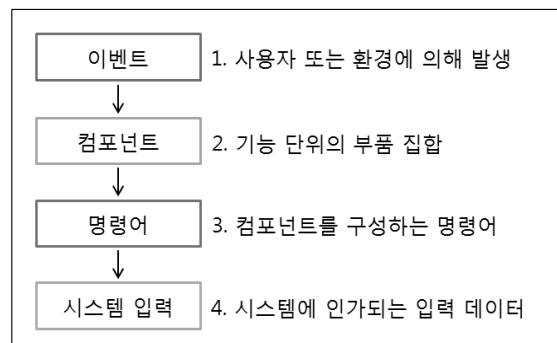 이벤트 1. 사용자 또는 환경에 의해 발생
컴포넌트 2. 기능 단위의 부품 집합
명령어 3. 컴포넌트를 구성하는 명령어
시스템 입력 4. 시스템에 인가되는 입력 데이터